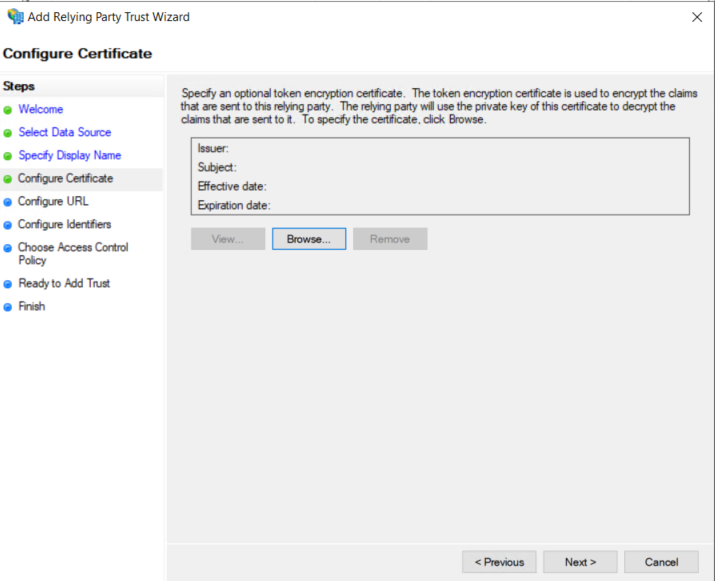 Add Relying Party Trust Wizard
Configure Certificate
Steps
Welcome
Select Data Source
Specify Display Name
Configure Certificate
Configure URL
Configure Identifiers
Choose Access Control
Policy
Ready to Add Trust
Finish
Specify an optional token encryption certificate. The token encryption certificate is used to encrypt the claims
that are sent to this relying party. The relying party will use the private key of this certificate to decrypt the
claims that are sent to it. To specify the certificate, click Browse.
Issuer:
Subject:
Effective date:
Expiration date:
View...
Browse...
Remove
< Previous
Next >
Cancel